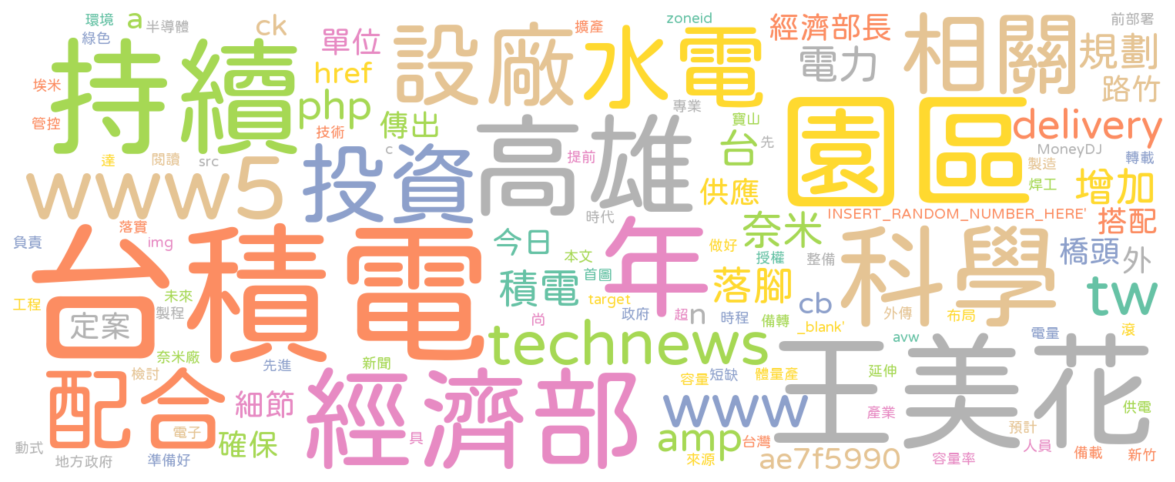 環境
a
半導體
ck
擴產
zoneid
經濟部長
前部署
綠色
單位
持續
設廠
水電
相關
規劃
href
電力
埃米
php
路竹
專業
管控
技術
傳出
寶山
園區
delivery
高雄
台
先
MoneyDJ
轉載
達
閱讀
src
c
提前
製造
www5
投資
供應
焊工
增加
時代
INSERT_RANDOM_NUMBER_HERE'
搭配
落實
負責
img
今日
年
做好
奈米
科學
橋頭
外
台積電
本文
首圖
授權
整備
積電
落腳
tw
未來
工程
製程
target
cb
定案
尚
政府
超
n
時程
備轉
外傳
布局
technews
_blank'
電量
滾
奈米廠
先進
新聞
avw
王美花
檢討
配合
細節
經濟部
容量
短缺
體量產
延伸
www
電子
確保
具
amp
台灣
產業
供電
預計
動式
地方政府
準備好
來源
ae7f5990
容量率
人員
備載
新竹